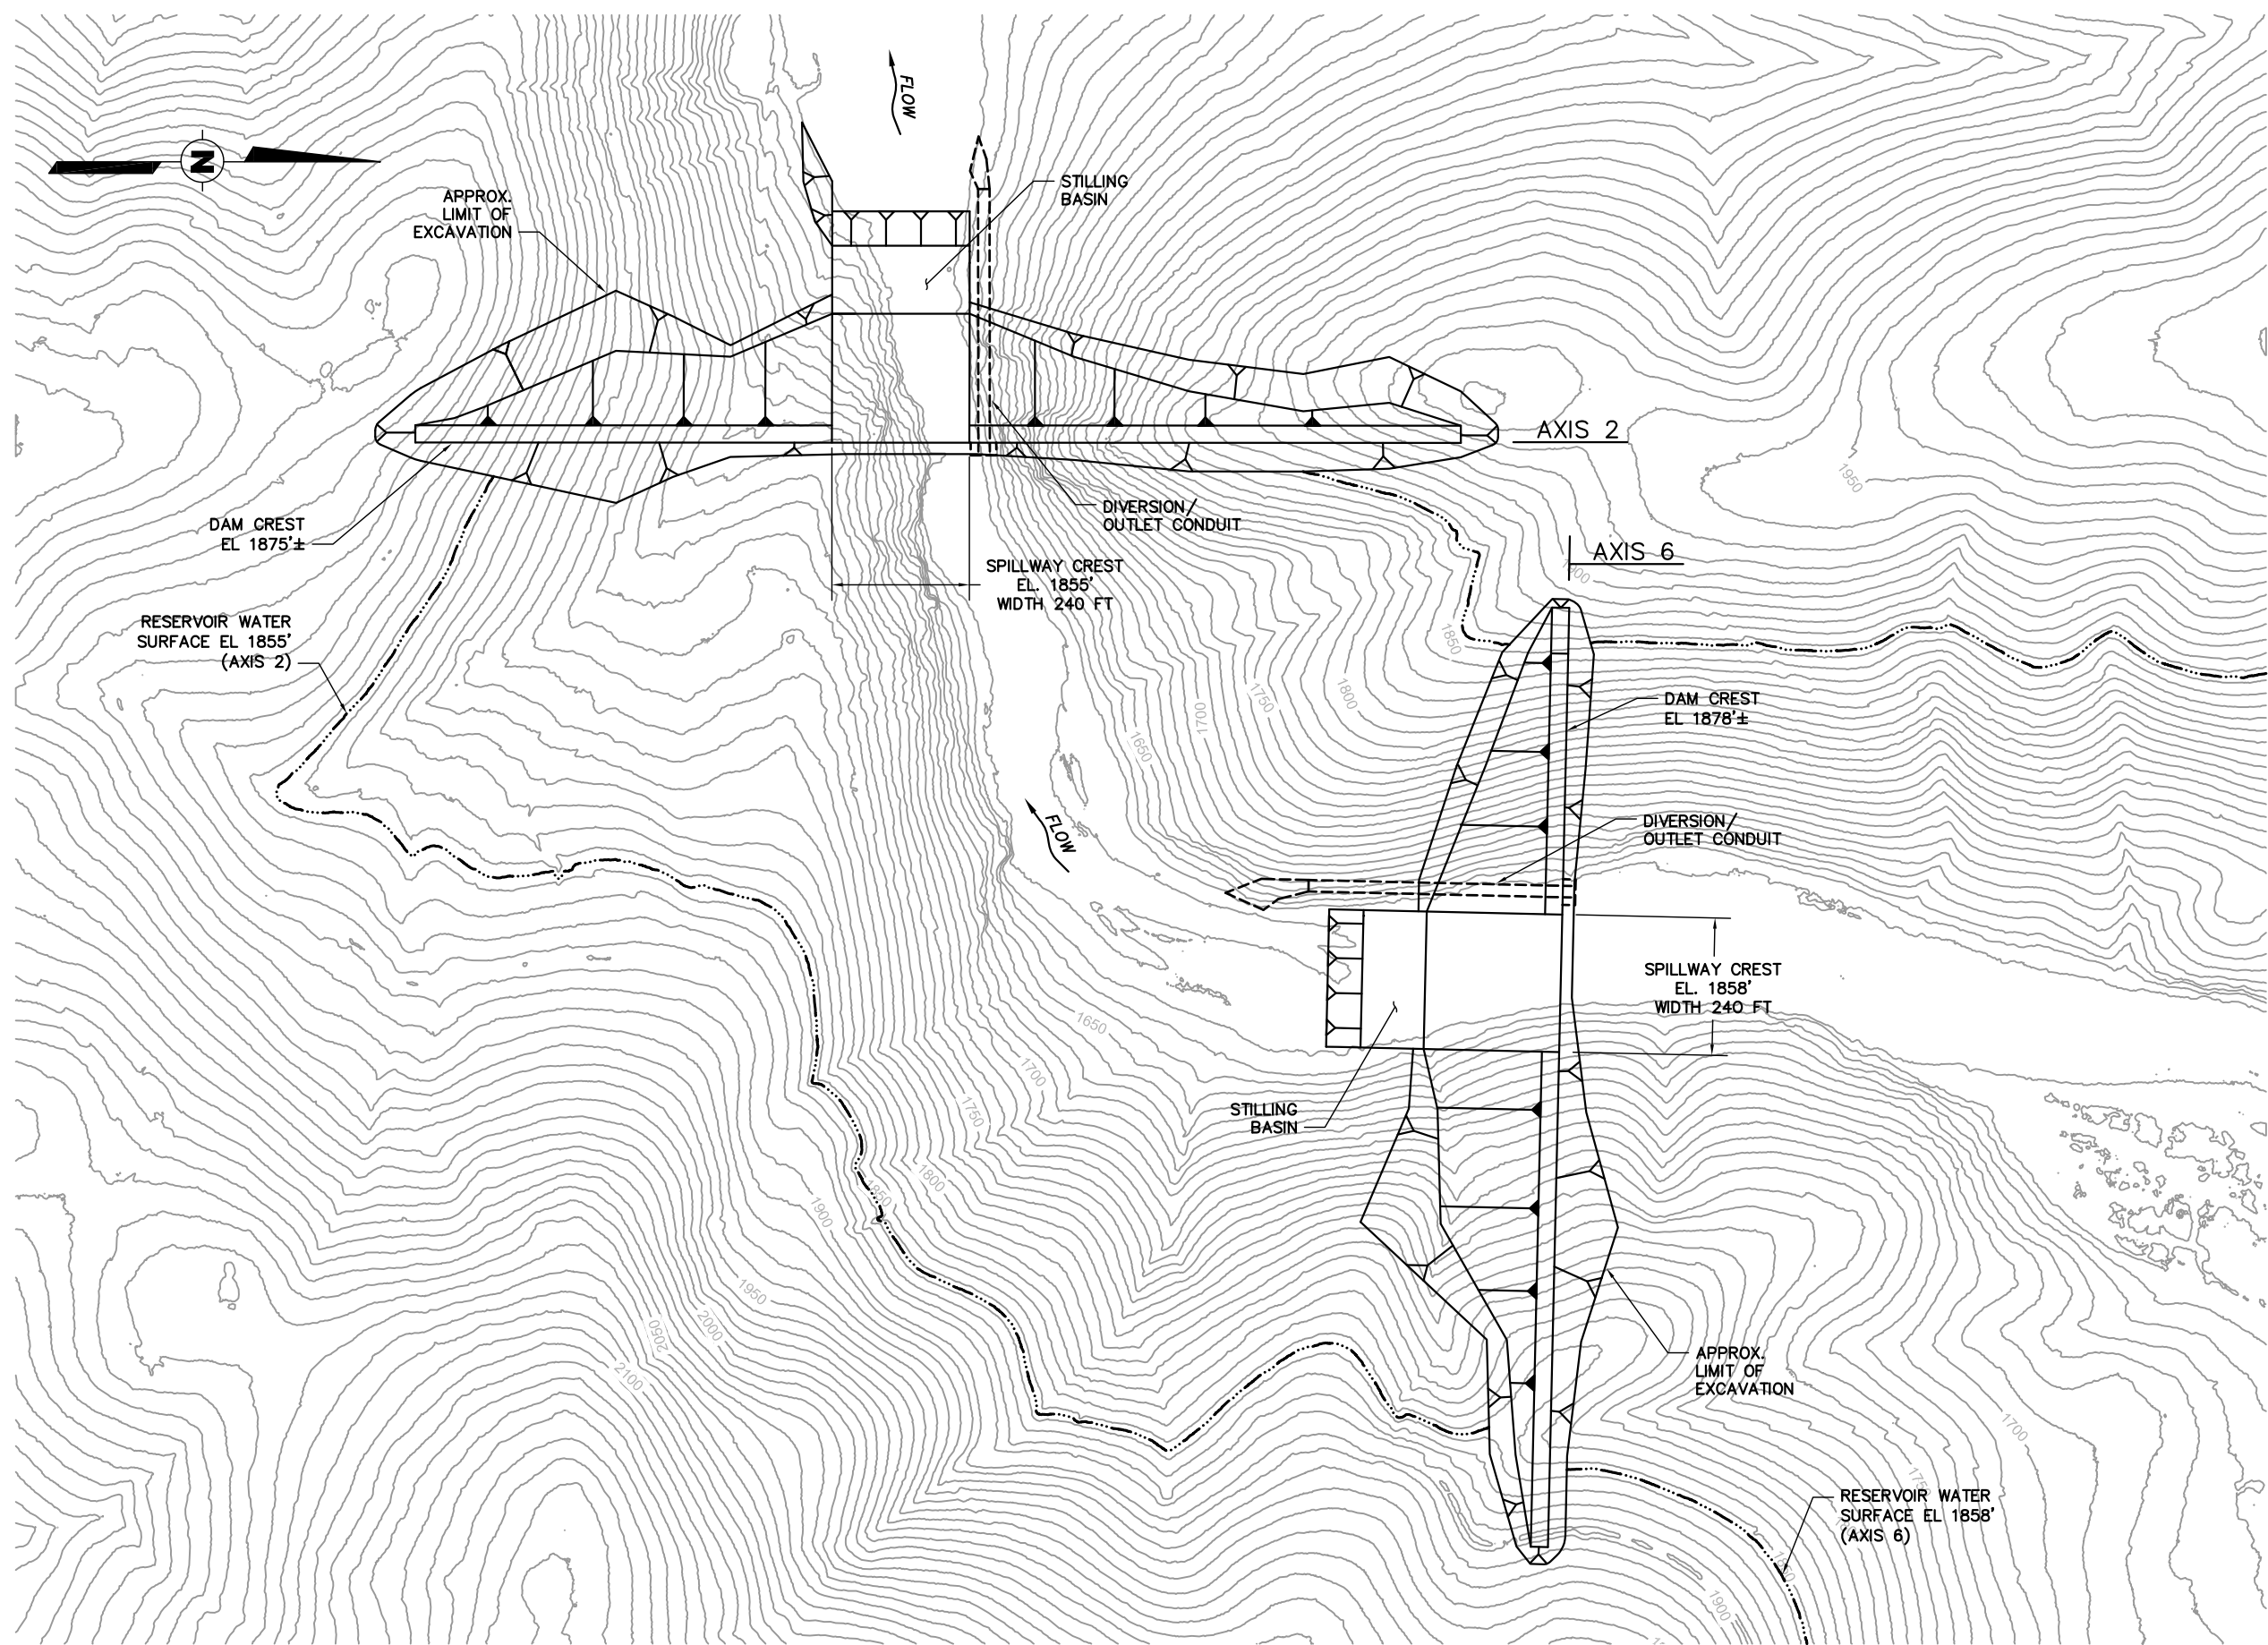 FLOW
N
APPROX.
LIMIT OF
EXCAVATION
STILLING
BASIN
AXIS 2
1950
DAM CREST
EL 1875'±
DIVERSION/
OUTLET CONDUIT
AXIS 6
1900
SPILLWAY CREST
EL. 1855'
WIDTH 240 FT
RESERVOIR WATER
SURFACE EL 1855'
(AXIS 2)
1850
1800
1750
1700
1650
DAM CREST
EL 1878'±
DIVERSION/
OUTLET CONDUIT
FLOW
SPILLWAY CREST
EL. 1858'
WIDTH 240 FT
1650
1700
1750
1800
1850
1900
1950
2000
2050
2100
STILLING
BASIN
APPROX.
LIMIT OF
EXCAVATION
1700
RESERVOIR WATER
SURFACE EL 1858'
(AXIS 6)
1900